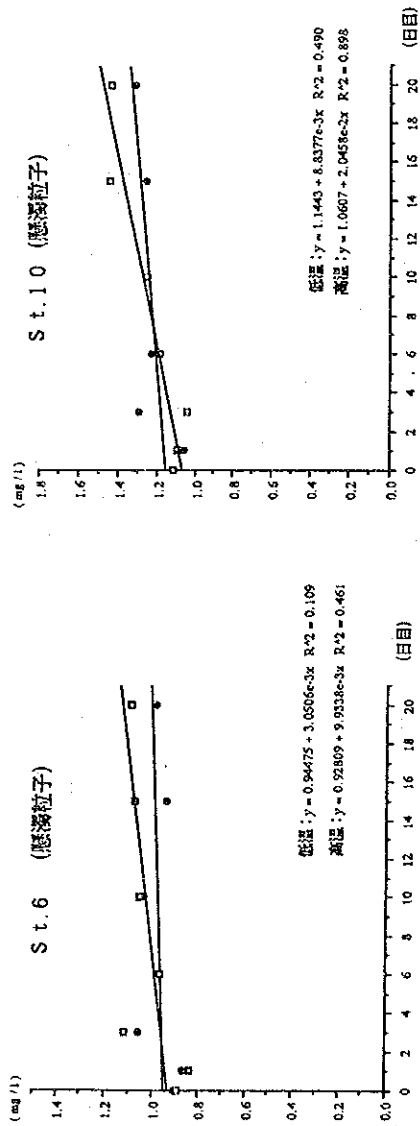 St.6 (懸濁粒子)
(mg/l)
1.4
1.2
1.0
0.8
0.6
0.4
0.2
0.0
低温 ; y = 0.94475 + 3.0506e-3x R^2 = 0.109
高温 ; y = 0.92809 + 9.9338e-3x R^2 = 0.461
0 2 4 6 8 10 12 14 16 18 20
(日目)
St.10 (懸濁粒子)
(mg/l)
1.8
1.6
1.4
1.2
1.0
0.8
0.6
0.4
0.2
0.0
低温 ; y = 1.1443 + 8.8377e-3x R^2 = 0.490
高温 ; y = 1.0607 + 2.0458e-2x R^2 = 0.898
0 2 4 6 8 10 12 14 16 18 20
(日目)